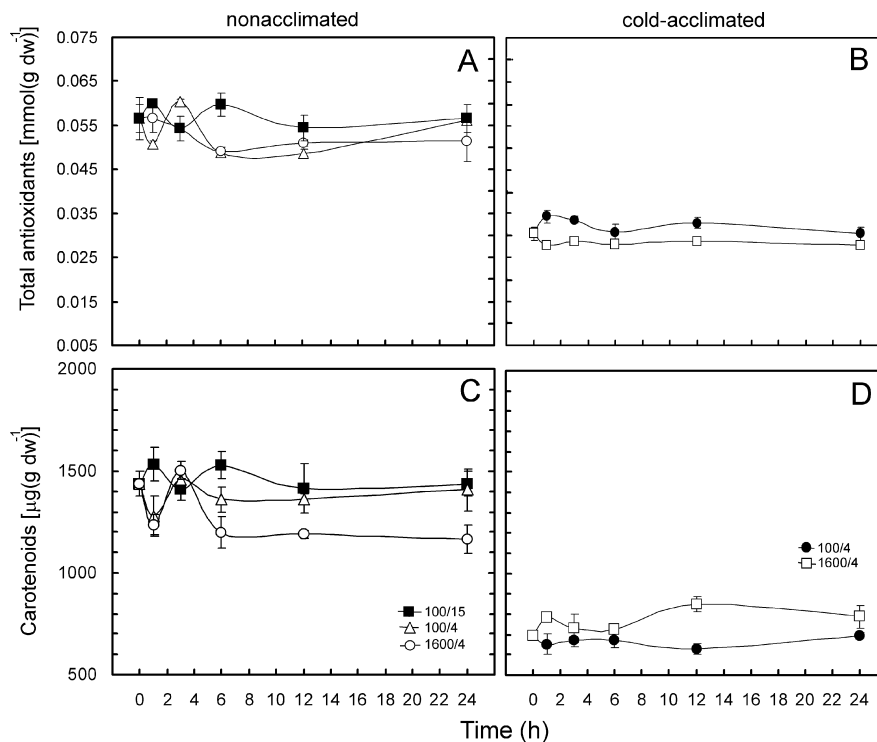 nonacclimated
cold-acclimated
Total antioxidants [mmol(g dw)⁻¹]
0.075
0.065
0.055
0.045
0.035
0.025
0.015
0.005
A
B
Carotenoids [µg(g dw)⁻¹]
2000
1500
1000
500
C
D
100/15
100/4
1600/4
100/4
1600/4
0 2 4 6 8 10 12 14 16 18 20 22 24
0 2 4 6 8 10 12 14 16 18 20 22 24
Time (h)